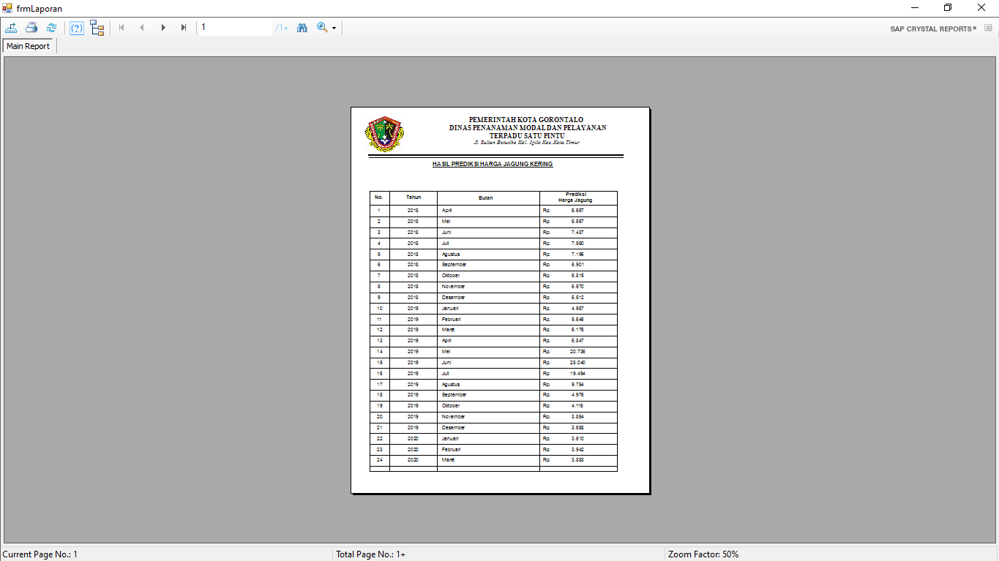 frmLaporan
1 /1+ SAP CRYSTAL REPORTS®
Main Report
PEMERINTAH KOTA GORONTALO
DINAS PENANAMAN MODAL DAN PELAYANAN
TERPADU SATU PINTU
Jl. Sultan Botutihe Kel. Ipilo Kec.Kota Timur
HASIL PREDIKSI HARGA JAGUNG KERING
No. Tahun Bulan Prediksi Harga Jagung
1 2018 April Rp. 6.667
2 2018 Mei Rp. 6.667
3 2018 Juni Rp. 7.437
4 2018 Juli Rp. 7.560
5 2018 Agustus Rp. 7.196
6 2018 September Rp. 6.901
7 2018 Oktober Rp. 6.815
8 2018 November Rp. 6.670
9 2018 Desember Rp. 6.512
10 2019 Januari Rp. 4.987
11 2019 Februari Rp. 5.646
12 2019 Maret Rp. 6.176
13 2019 April Rp. 6.847
14 2019 Mei Rp. 20.736
15 2019 Juni Rp. 28.040
16 2019 Juli Rp. 19.494
17 2019 Agustus Rp. 9.754
18 2019 September Rp. 4.976
19 2019 Oktober Rp. 4.115
20 2019 November Rp. 3.854
21 2019 Desember Rp. 3.688
22 2020 Januari Rp. 3.610
23 2020 Februari Rp. 3.942
24 2020 Maret Rp. 3.883
Current Page No.: 1 Total Page No.: 1+ Zoom Factor: 50%